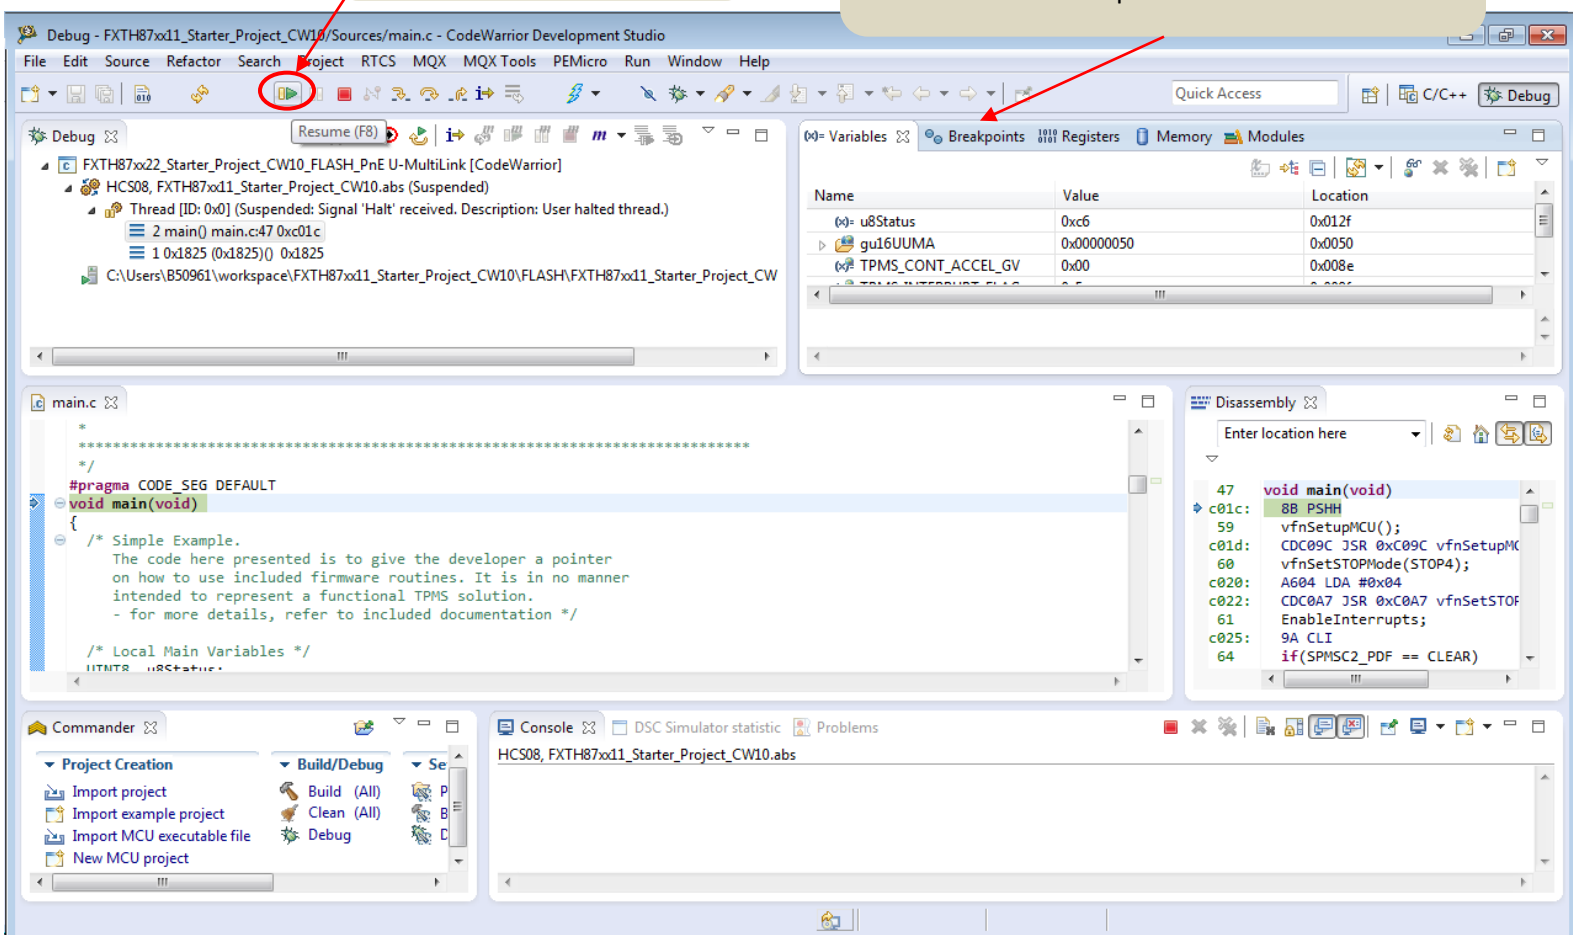 Debug - FXTH87xx11_Starter_Project_CW10/Sources/main.c - CodeWarrior Development Studio
File Edit Source Refactor Search Project RTCS MQX MQX Tools PEMicro Run Window Help
Quick Access
C/C++
Debug
Debug
Resume (F8)
FXTH87xx22_Starter_Project_CW10_FLASH_PnE U-MultiLink [CodeWarrior]
HCS08, FXTH87xx11_Starter_Project_CW10.abs (Suspended)
Thread [ID: 0x0] (Suspended: Signal 'Halt' received. Description: User halted thread.)
2 main() main.c:47 0xc01c
1 0x1825 (0x1825)() 0x1825
C:\Users\B50961\workspace\FXTH87xx11_Starter_Project_CW10\FLASH\FXTH87xx11_Starter_Project_CW
(x)= Variables Breakpoints Registers Memory Modules
Name Value Location
(x)= u8Status 0xc6 0x012f
gu16UUMA 0x00000050 0x0050
TPMS_CONT_ACCEL_GV 0x00 0x008e
main.c
*
******************************************************************************
*/
#pragma CODE_SEG DEFAULT
void main(void)
{
/* Simple Example.
The code here presented is to give the developer a pointer
on how to use included firmware routines. It is in no manner
intended to represent a functional TPMS solution.
- for more details, refer to included documentation */
/* Local Main Variables */
UINT8 u8Status;
Disassembly
Enter location here
47 void main(void)
c01c: 8B PSHH
59 vfnSetupMCU();
c01d: CDC09C JSR 0xC09C vfnSetupMC
60 vfnSetSTOPMode(STOP4);
c020: A604 LDA #0x04
c022: CDC0A7 JSR 0xC0A7 vfnSetSTOP
61 EnableInterrupts;
c025: 9A CLI
64 if(SPMSC2_PDF == CLEAR)
Commander
Project Creation
Import project
Import example project
Import MCU executable file
New MCU project
Build/Debug
Build (All)
Clean (All)
Debug
Se
P
B
D
Console DSC Simulator statistic Problems
HCS08, FXTH87xx11_Starter_Project_CW10.abs